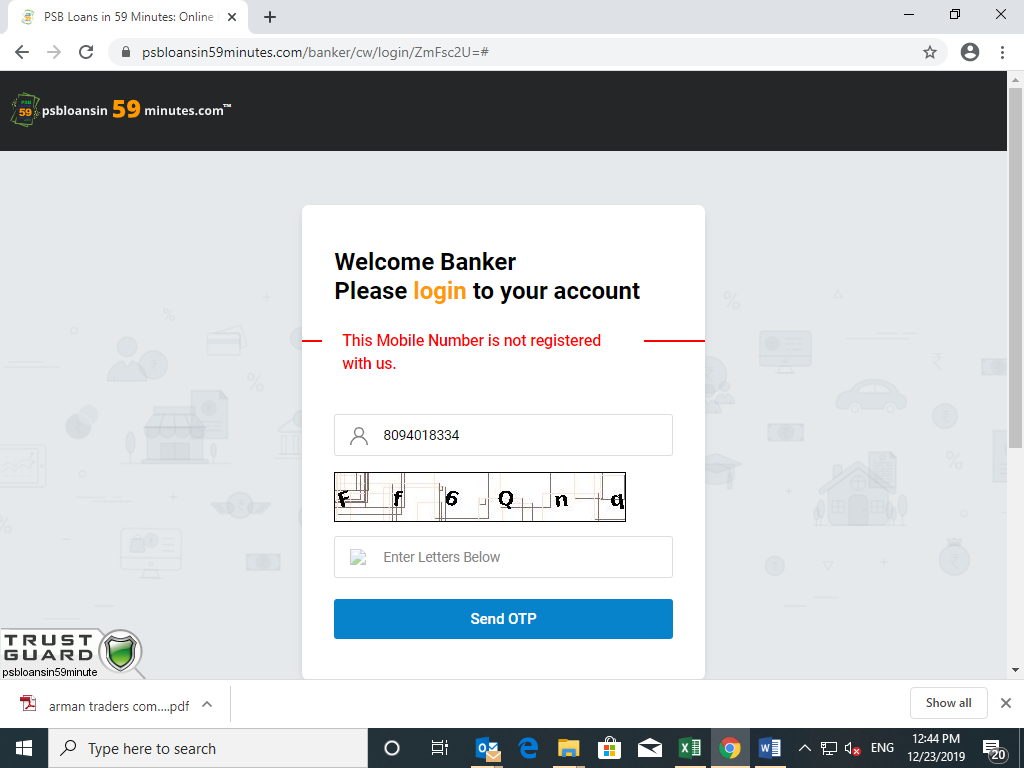 PSB Loans in 59 Minutes: Online
psbloansin59minutes.com/banker/cw/login/ZmFsc2U=#
PSB
59
psbloansin 59 minutes.com™
Welcome Banker
Please login to your account
This Mobile Number is not registered
with us.
8094018334
F f 6 Q n q
Enter Letters Below
Send OTP
TRUST
GUARD
psbloansin59minute
arman traders com....pdf
Show all
Type here to search
ENG
12:44 PM
12/23/2019
20